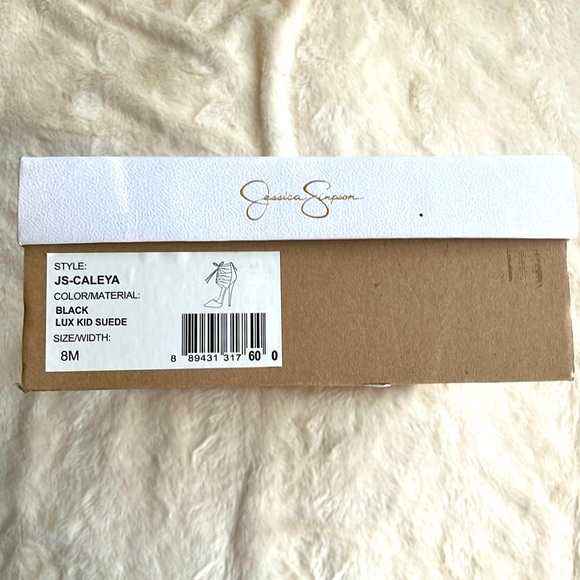 Jessica Simpson
STYLE:
JS-CALEYA
COLOR/MATERIAL:
BLACK
LUX KID SUEDE
SIZE/WIDTH:
8M
8 89431 317 60 0